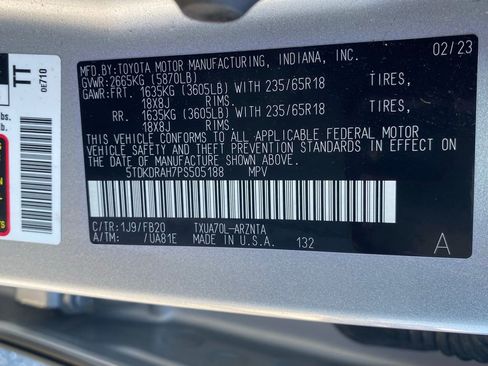 MFD.BY:TOYOTA MOTOR MANUFACTURING, INDIANA, INC. 02/23
GVWR:2665KG (5870LB)
GAWR:FRT. 1635KG (3605LB) WITH 235/65R18 TIRES,
18X8J RIMS.
RR. 1635KG (3605LB) WITH 235/65R18 TIRES,
18X8J RIMS.
THIS VEHICLE CONFORMS TO ALL APPLICABLE FEDERAL MOTOR
VEHICLE SAFETY AND THEFT PREVENTION STANDARDS IN EFFECT ON
THE DATE OF MANUFACTURE SHOWN ABOVE.
5TDKDRAH7PS505188 MPV
C/TR:1J9/FB20 TXUA70L-ARZNTA
A/TM: /UA81E MADE IN U.S.A. 132 A
TT
0E710